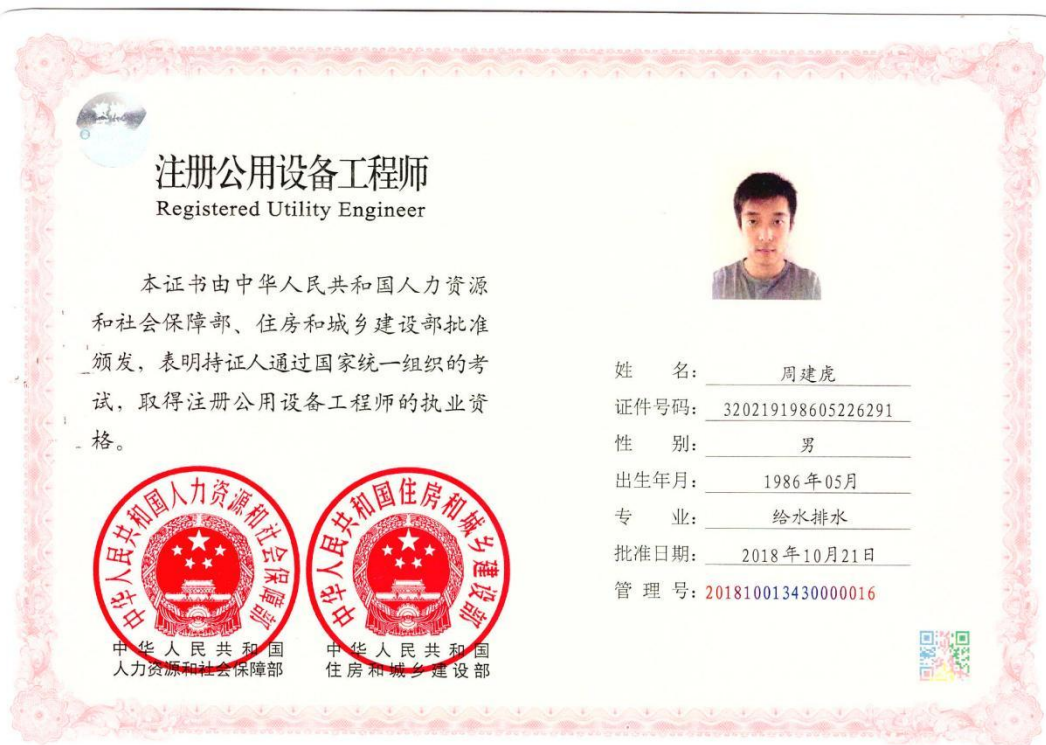 注册公用设备工程师
Registered Utility Engineer
本证书由中华人民共和国人力资源
和社会保障部、住房和城乡建设部批准
颁发，表明持证人通过国家统一组织的考
试，取得注册公用设备工程师的执业资
格。
中华人民共和国人力资源和社会保障部
中华人民共和国住房和城乡建设部
中华人民共和国
人力资源和社会保障部
中华人民共和国
住房和城乡建设部
姓 名：周建虎
证件号码：320219198605226291
性 别：男
出生年月：1986年05月
专 业：给水排水
批准日期：2018年10月21日
管 理 号：201810013430000016